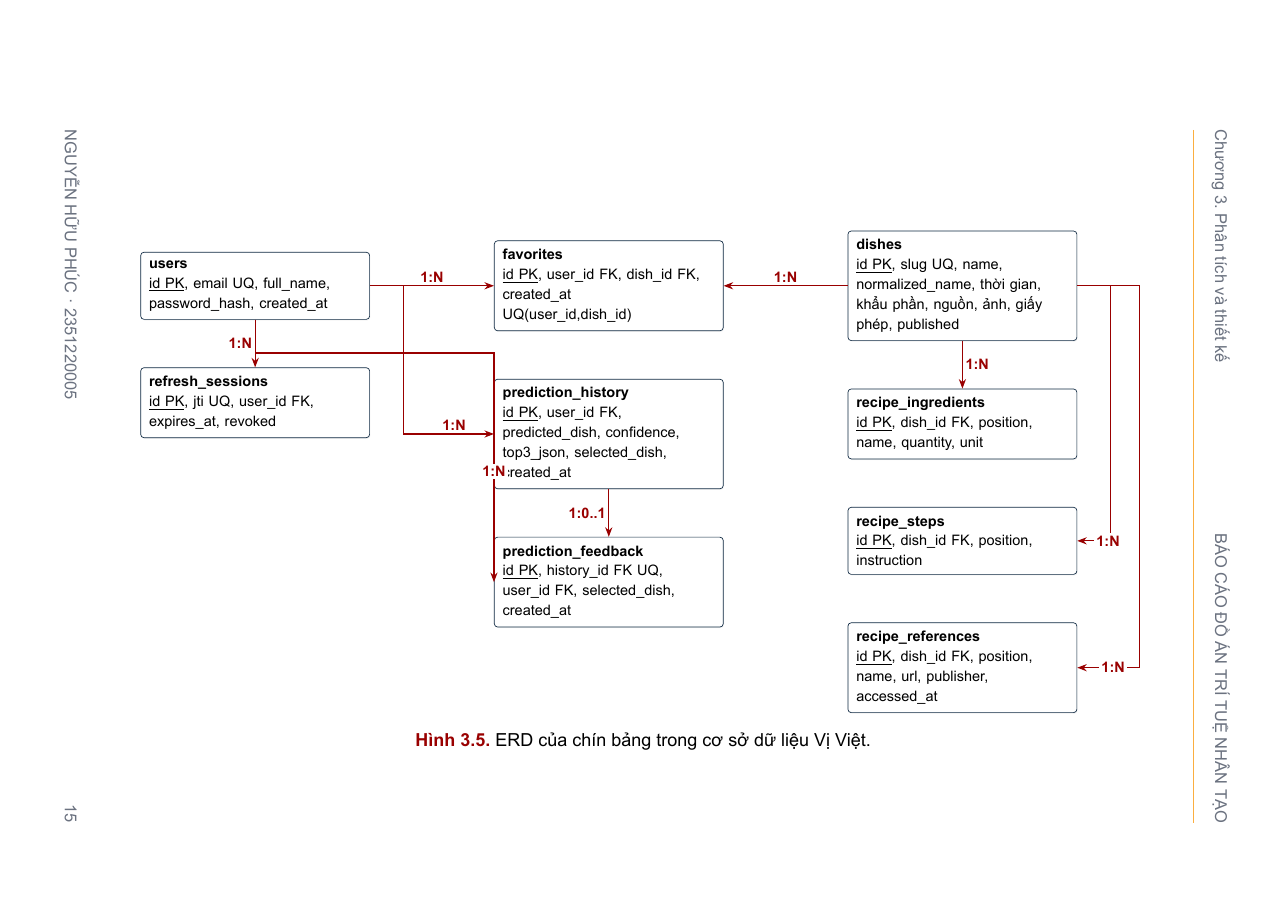 Chương 3. Phân tích và thiết kế
BÁO CÁO ĐỒ ÁN TRÍ TUỆ NHÂN TẠO
users
id PK, email UQ, full_name,
password_hash, created_at
1:N
refresh_sessions
id PK, jti UQ, user_id FK,
expires_at, revoked
1:N
favorites
id PK, user_id FK, dish_id FK,
created_at
UQ(user_id,dish_id)
1:N
1:N
prediction_history
id PK, user_id FK,
predicted_dish, confidence,
top3_json, selected_dish,
created_at
1:N
1:0..1
prediction_feedback
id PK, history_id FK UQ,
user_id FK, selected_dish,
created_at
dishes
id PK, slug UQ, name,
normalized_name, thời gian,
khẩu phần, nguồn, ảnh, giấy
phép, published
1:N
recipe_ingredients
id PK, dish_id FK, position,
name, quantity, unit
recipe_steps
id PK, dish_id FK, position,
instruction
1:N
recipe_references
id PK, dish_id FK, position,
name, url, publisher,
accessed_at
1:N
Hình 3.5. ERD của chín bảng trong cơ sở dữ liệu Vị Việt.
NGUYỄN HỮU PHÚC · 2351220005
15